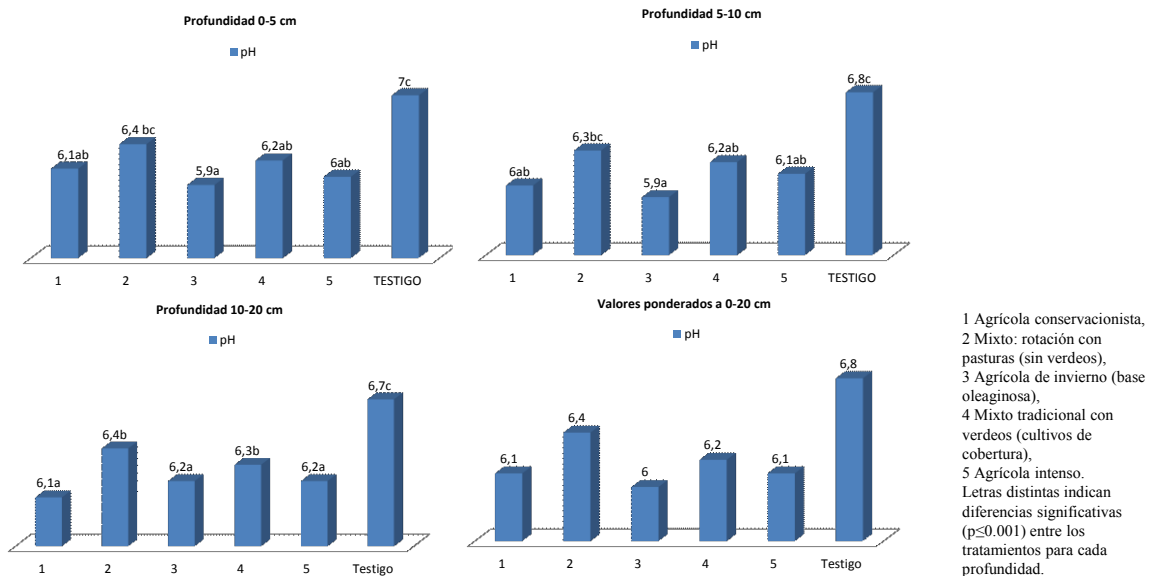 Profundidad 0-5 cm
pH
6,1ab
6,4 bc
5,9a
6,2ab
6ab
7c
1 2 3 4 5 TESTIGO
Profundidad 5-10 cm
pH
6ab
6,3bc
5,9a
6,2ab
6,1ab
6,8c
1 2 3 4 5 TESTIGO
Profundidad 10-20 cm
pH
6,1a
6,4b
6,2a
6,3b
6,2a
6,7c
1 2 3 4 5 Testigo
Valores ponderados a 0-20 cm
pH
6,1
6,4
6
6,2
6,1
6,8
1 2 3 4 5 Testigo
1 Agrícola conservacionista,
2 Mixto: rotación con
pasturas (sin verdeos),
3 Agrícola de invierno (base
oleaginosa),
4 Mixto tradicional con
verdeos (cultivos de
cobertura),
5 Agrícola intenso.
Letras distintas indican
diferencias significativas
(p≤0.001) entre los
tratamientos para cada
profundidad.